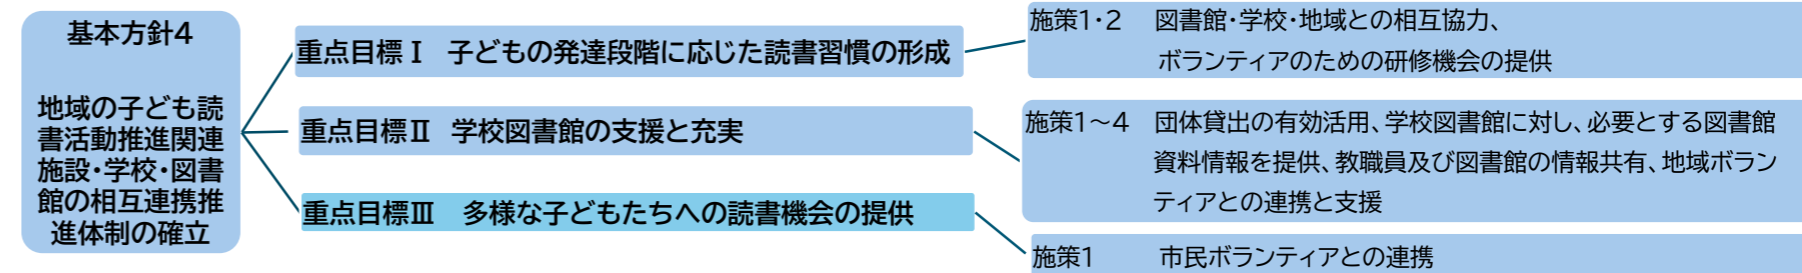 基本方針4
地域の子ども読
書活動推進関連
施設・学校・図書
館の相互連携推
進体制の確立
重点目標Ⅰ 子どもの発達段階に応じた読書習慣の形成
施策1・2 図書館・学校・地域との相互協力、
ボランティアのための研修機会の提供
重点目標Ⅱ 学校図書館の支援と充実
施策1～4 団体貸出の有効活用、学校図書館に対し、必要とする図書館
資料情報を提供、教職員及び図書館の情報共有、地域ボラン
ティアとの連携と支援
重点目標Ⅲ 多様な子どもたちへの読書機会の提供
施策1 市民ボランティアとの連携